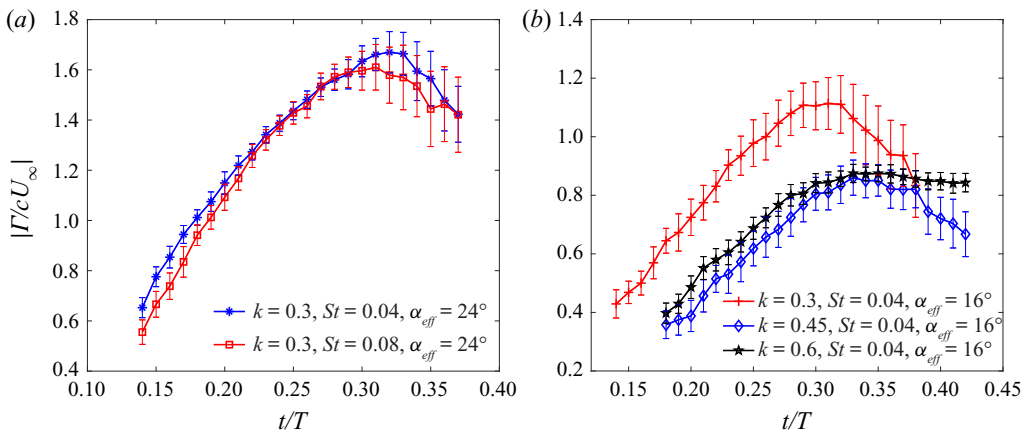 (a)
1.8
1.6
1.4
1.2
1.0
0.8
0.6
0.4
0.10 0.15 0.20 0.25 0.30 0.35 0.40
|Γ/cU∞|
t/T
k = 0.3, St = 0.04, αeff = 24°
k = 0.3, St = 0.08, αeff = 24°
(b)
1.4
1.2
1.0
0.8
0.6
0.4
0.2
0.15 0.20 0.25 0.30 0.35 0.40 0.45
t/T
k = 0.3, St = 0.04, αeff = 16°
k = 0.45, St = 0.04, αeff = 16°
k = 0.6, St = 0.04, αeff = 16°